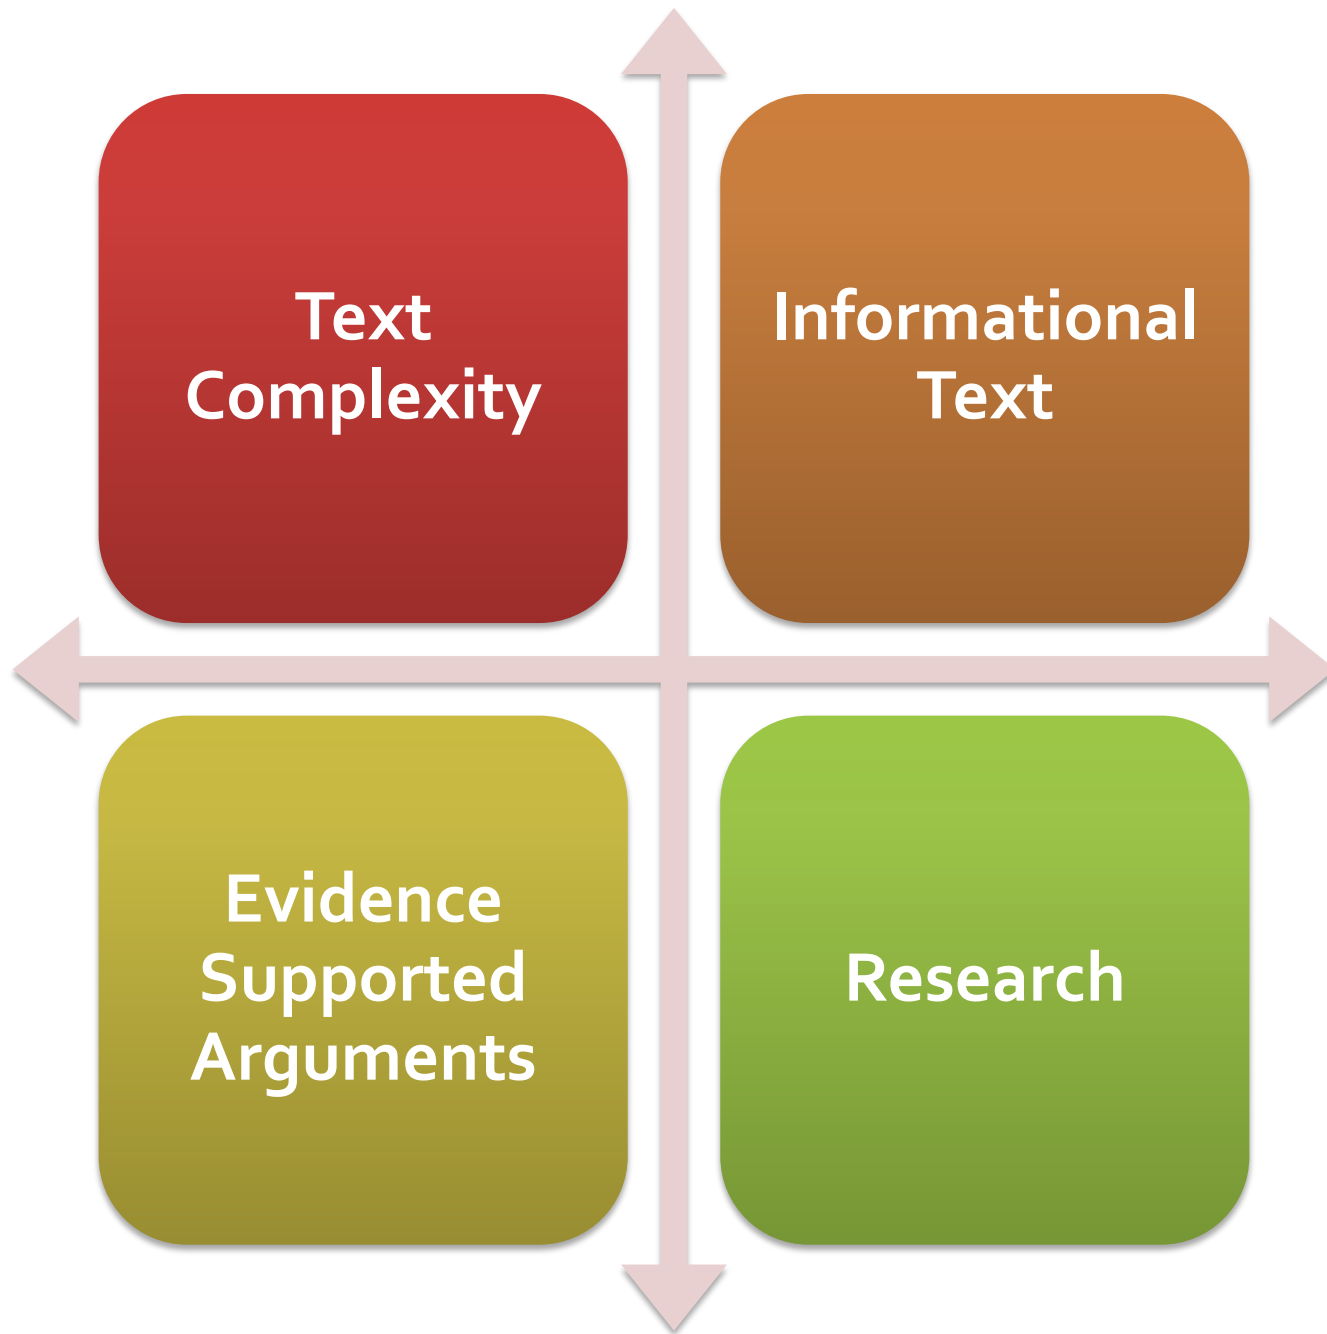 Text
Complexity
Informational
Text
Evidence
Supported
Arguments
Research